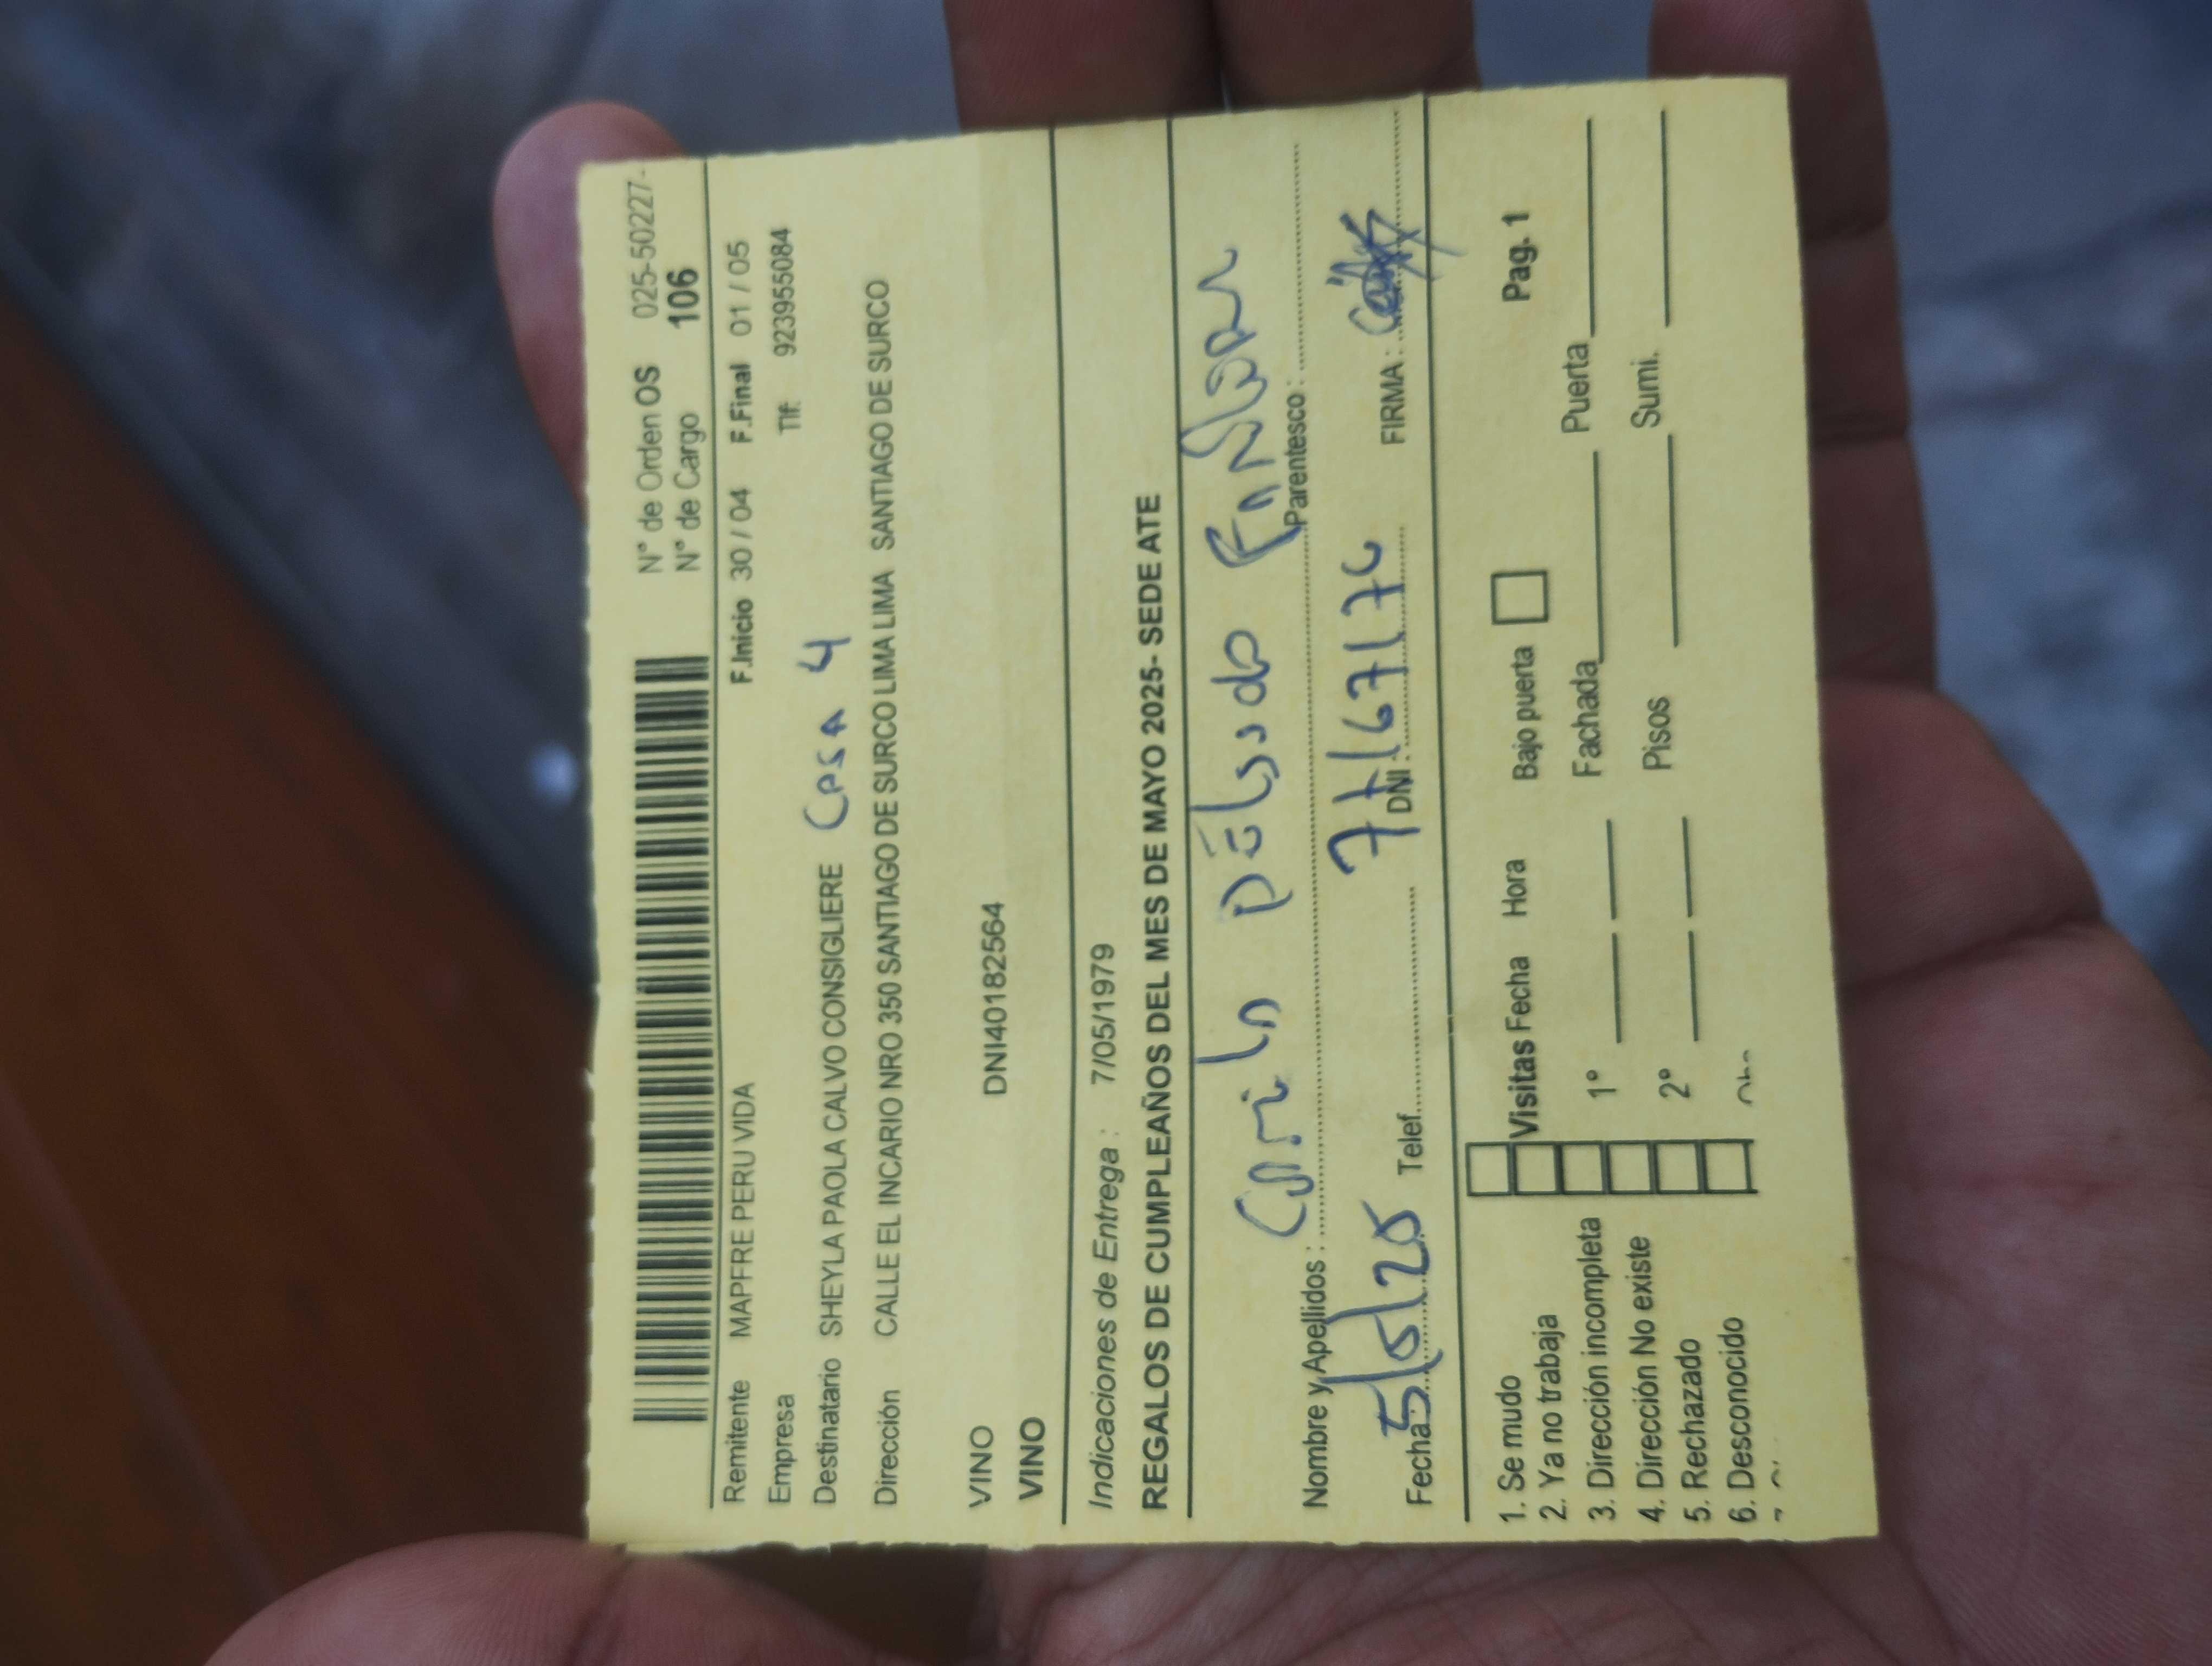 N° de Orden OS 025-50227-
N° de Cargo 106
F.Inicio 30 / 04 F.Final 01 / 05
Remitente MAPFRE PERU VIDA
Empresa Tlf: 923955084
Destinatario SHEYLA PAOLA CALVO CONSIGLIERE Casa 4
Dirección CALLE EL INCARIO NRO 350 SANTIAGO DE SURCO LIMA LIMA SANTIAGO DE SURCO
VINO DNI40182564
VINO
Indicaciones de Entrega : 7/05/1979
REGALOS DE CUMPLEAÑOS DEL MES DE MAYO 2025- SEDE ATE
Nombre y Apellidos : Parentesco :
Fecha 5/5/25 Telef. DNI : FIRMA :
1. Se mudo Visitas Fecha Hora Bajo puerta Pag. 1
2. Ya no trabaja
3. Dirección incompleta 1° Fachada Puerta
4. Dirección No existe
5. Rechazado 2° Pisos Sumi.
6. Desconocido